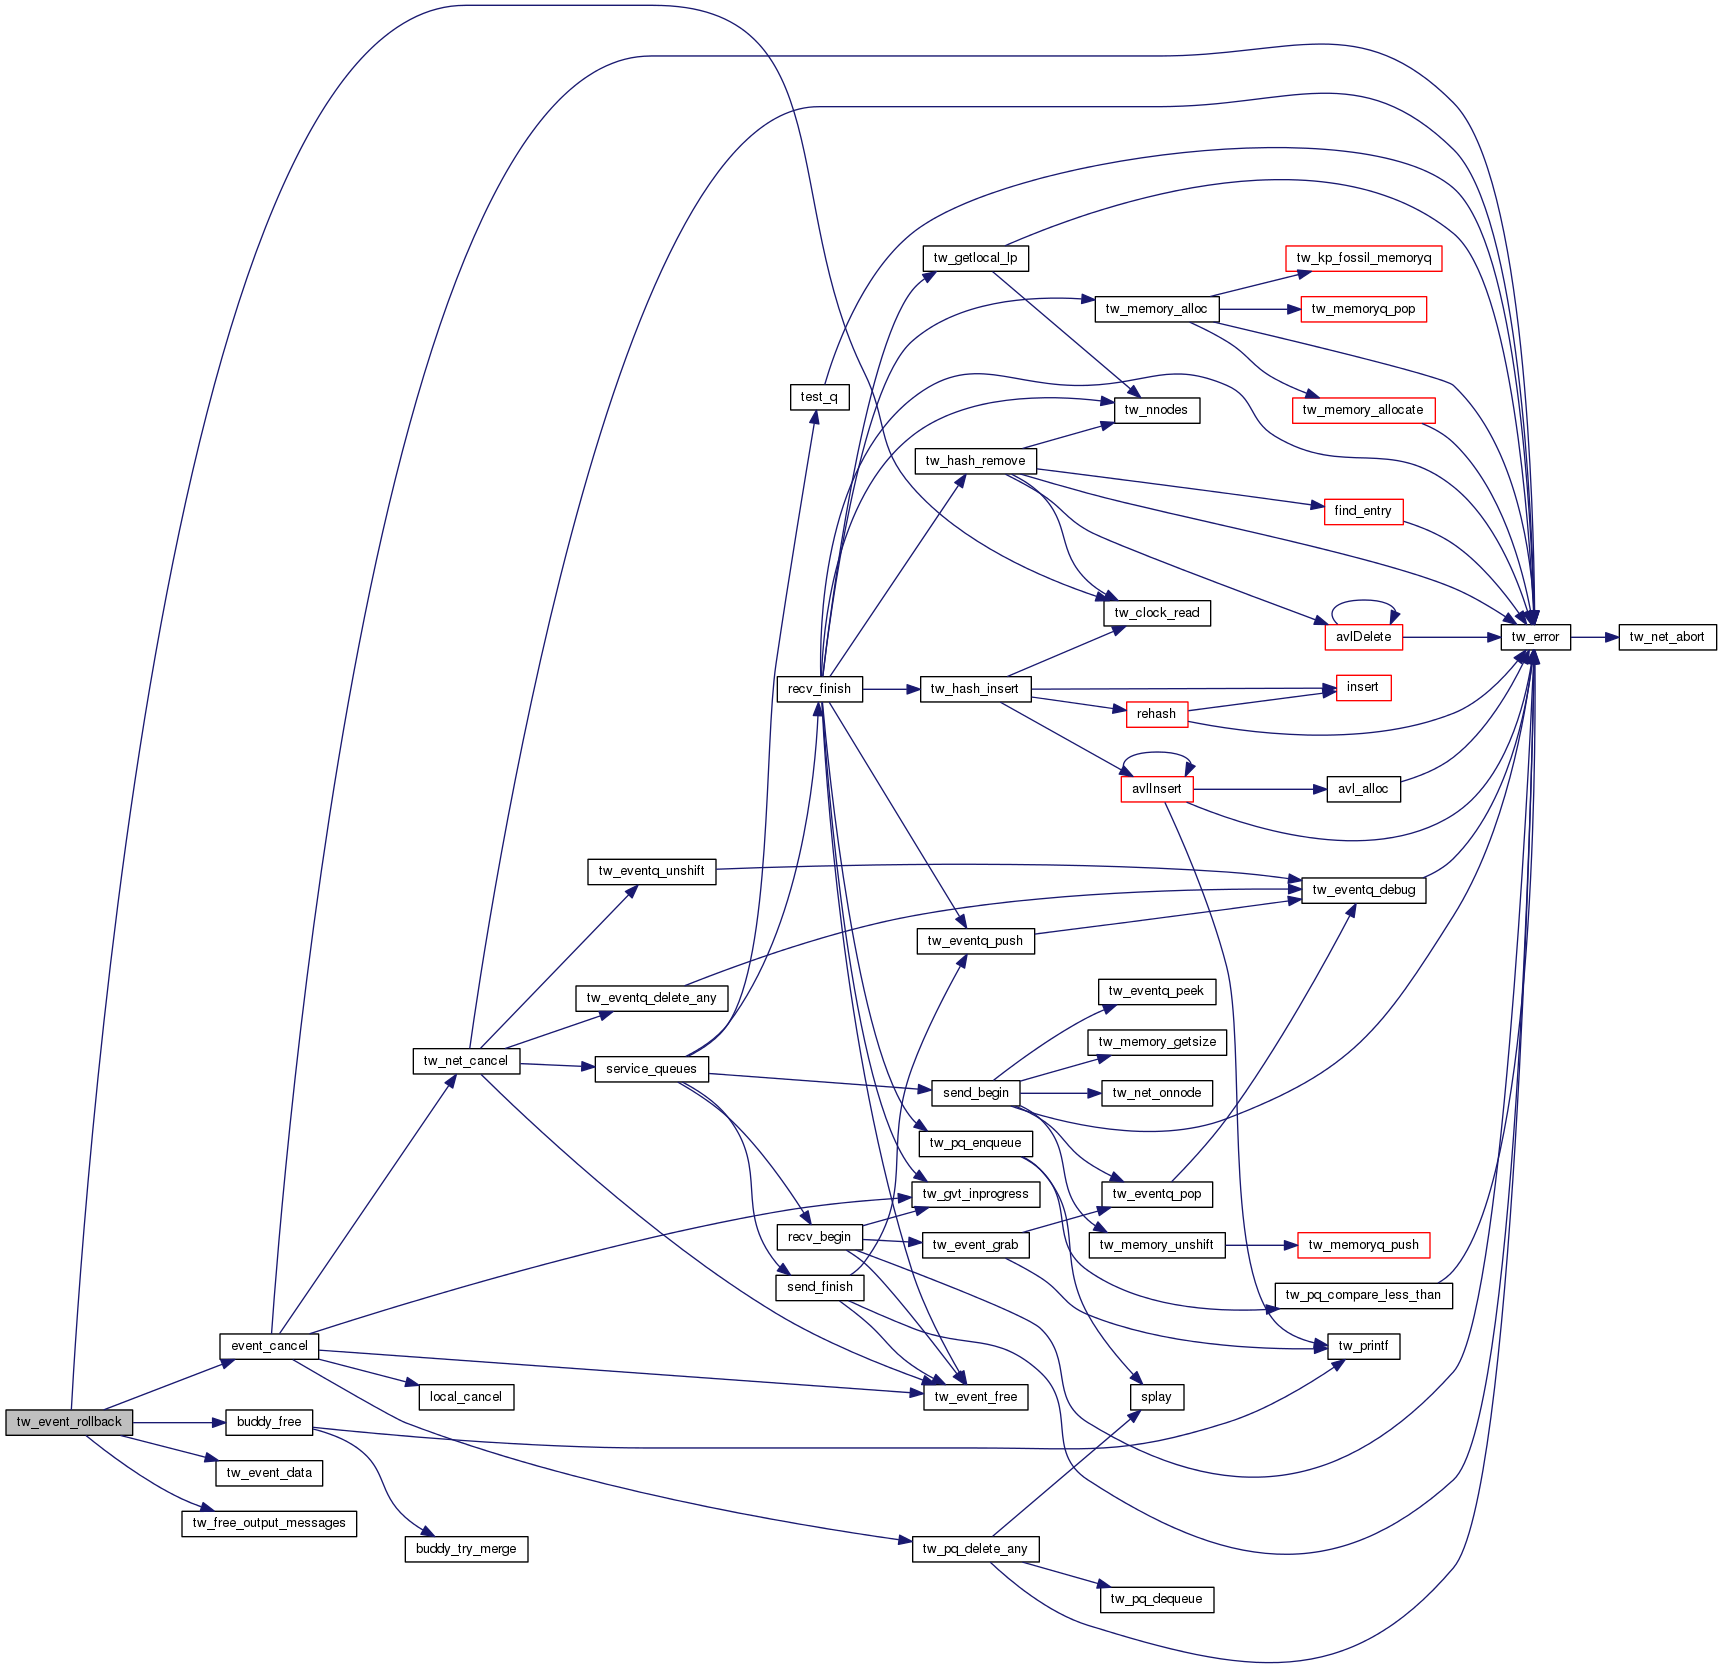 tw_getlocal_lp
tw_kp_fossil_memoryq
tw_memory_alloc
tw_memoryq_pop
test_q
tw_nnodes
tw_memory_allocate
tw_hash_remove
find_entry
tw_clock_read
avlDelete
tw_error
tw_net_abort
recv_finish
tw_hash_insert
insert
rehash
avlInsert
avl_alloc
tw_eventq_unshift
tw_eventq_debug
tw_eventq_push
tw_eventq_delete_any
tw_eventq_peek
tw_memory_getsize
tw_net_cancel
service_queues
send_begin
tw_net_onnode
tw_pq_enqueue
tw_gvt_inprogress
tw_eventq_pop
recv_begin
tw_event_grab
tw_memory_unshift
tw_memoryq_push
send_finish
tw_pq_compare_less_than
event_cancel
tw_printf
local_cancel
tw_event_free
splay
tw_event_rollback
buddy_free
tw_event_data
tw_free_output_messages
buddy_try_merge
tw_pq_delete_any
tw_pq_dequeue